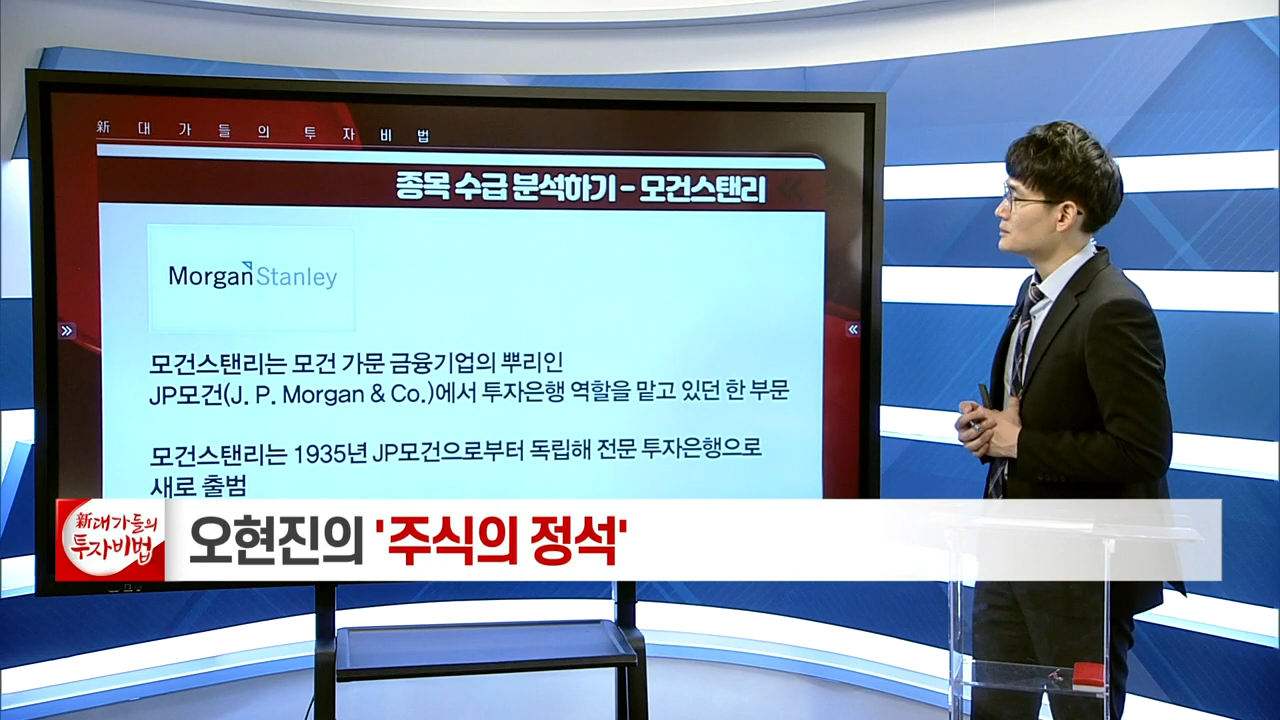 新 대 가 들 의 투 자 비 법
종목 수급 분석하기 - 모건스탠리
Morgan Stanley
모건스탠리는 모건 가문 금융기업의 뿌리인
JP모건(J. P. Morgan & Co.)에서 투자은행 역할을 맡고 있던 한 부문
모건스탠리는 1935년 JP모건으로부터 독립해 전문 투자은행으로
새로 출범
新대가들의
투자비법
오현진의 '주식의 정석'